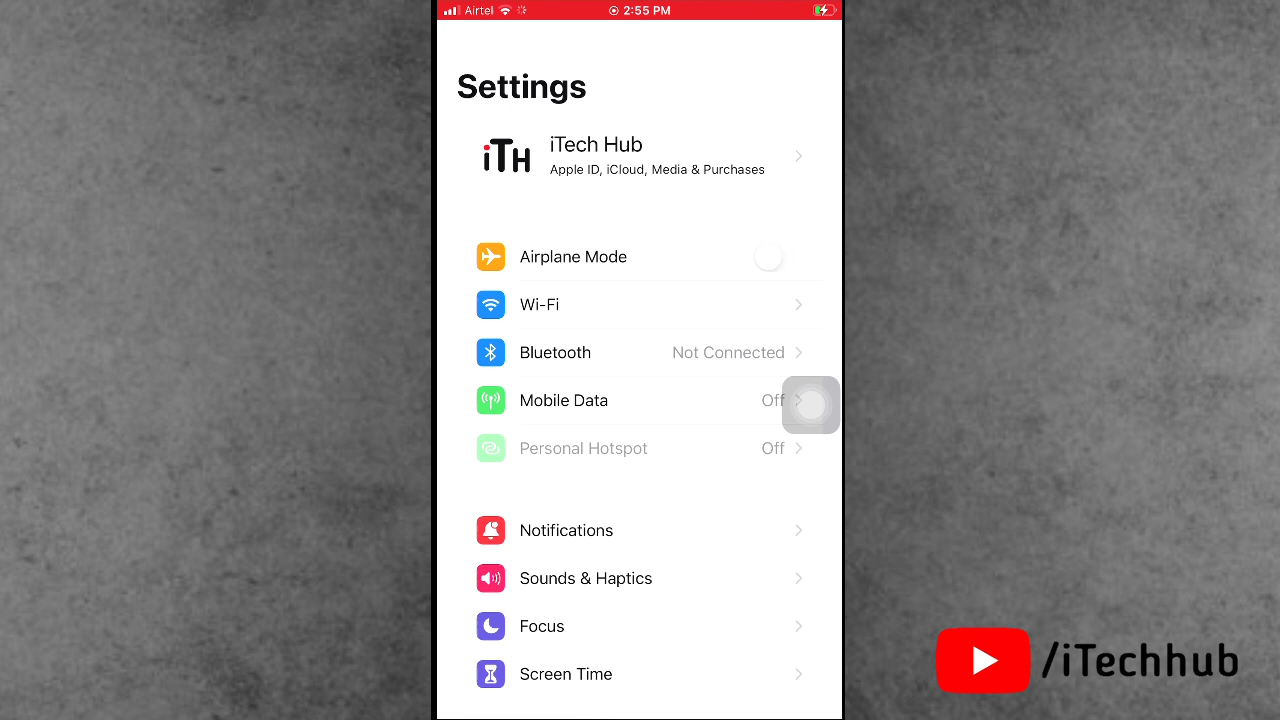 Airtel 2:55 PM
Settings
iTH
iTech Hub
Apple ID, iCloud, Media & Purchases
Airplane Mode
Wi-Fi
Bluetooth Not Connected
Mobile Data Off
Personal Hotspot Off
Notifications
Sounds & Haptics
Focus
Screen Time
/iTechhub